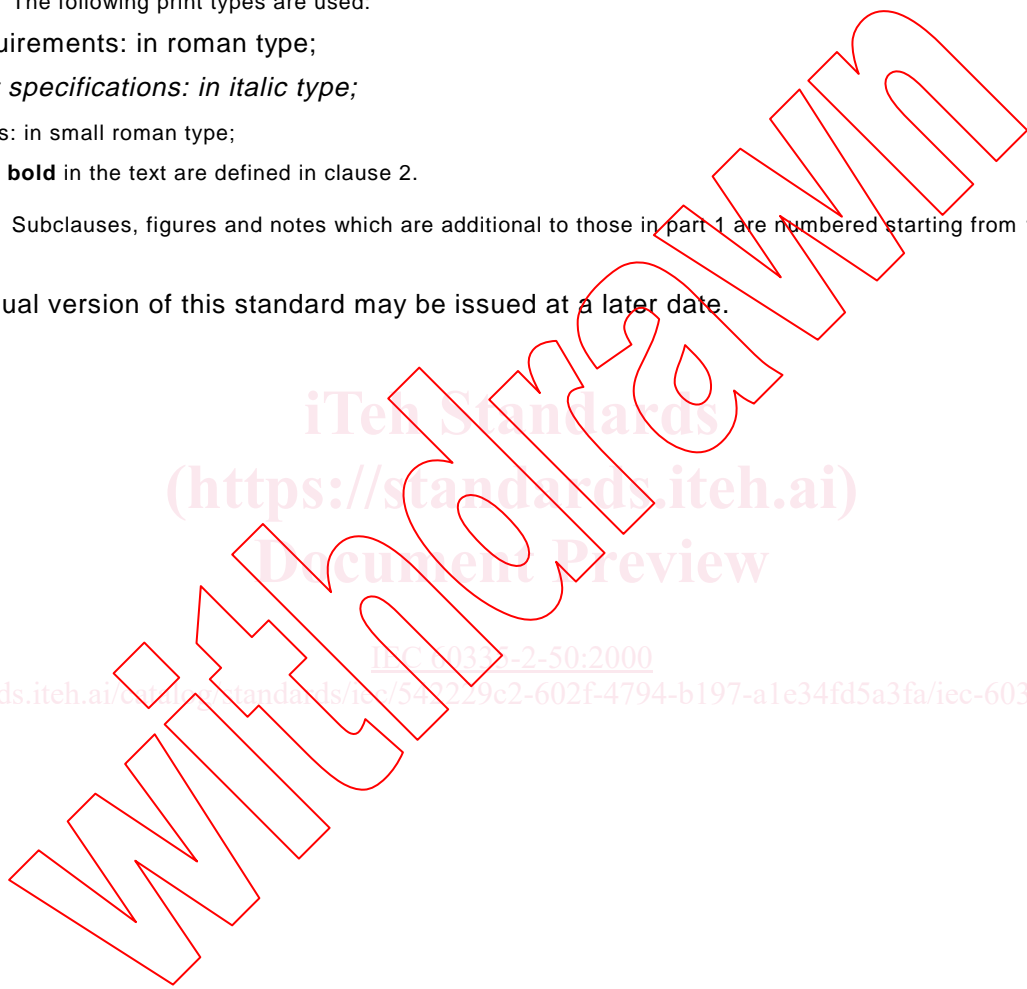 The following print types are used:
uirements: in roman type;
specifications: in italic type;
s: in small roman type;
bold in the text are defined in clause 2.
Subclauses, figures and notes which are additional to those in part 1 are numbered starting from
ual version of this standard may be issued at a later date.
iTeh Standards
(https://standards.iteh.ai)
Document Preview
IEC 60335-2-50:2000
ds.iteh.ai/catalog/standards/iec/542229c2-602f-4794-b197-a1e34fd5a3fa/iec-603
withdrawn